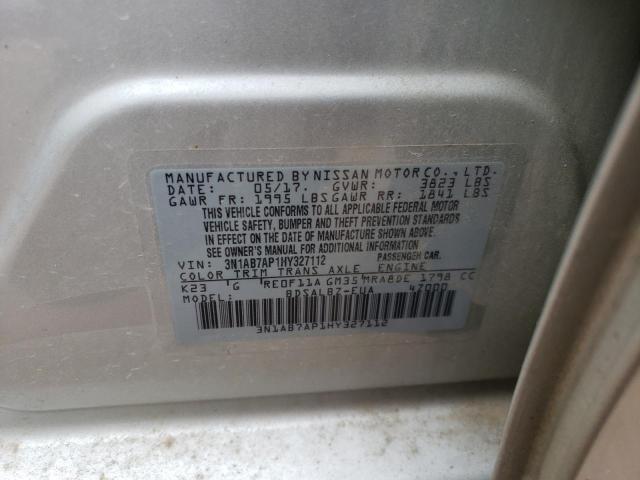 MANUFACTURED BY NISSAN MOTOR CO., LTD.
DATE: 05/17. GVWR: 3823 LBS
GAWR FR: 1995 LBS GAWR RR: 1841 LBS
THIS VEHICLE CONFORMS TO ALL APPLICABLE FEDERAL MOTOR
VEHICLE SAFETY, BUMPER AND THEFT PREVENTION STANDARDS
IN EFFECT ON THE DATE OF MANUFACTURE SHOWN ABOVE.
SEE OWNER'S MANUAL FOR ADDITIONAL INFORMATION
VIN: 3N1AB7AP1HY327112 PASSENGER CAR.
COLOR TRIM TRANS AXLE ENGINE
K23 G RE0F11A GM35 MRA8DE 1798 CC
MODEL: BDSALBZ-EUA 47000
3N1AB7AP1HY327112